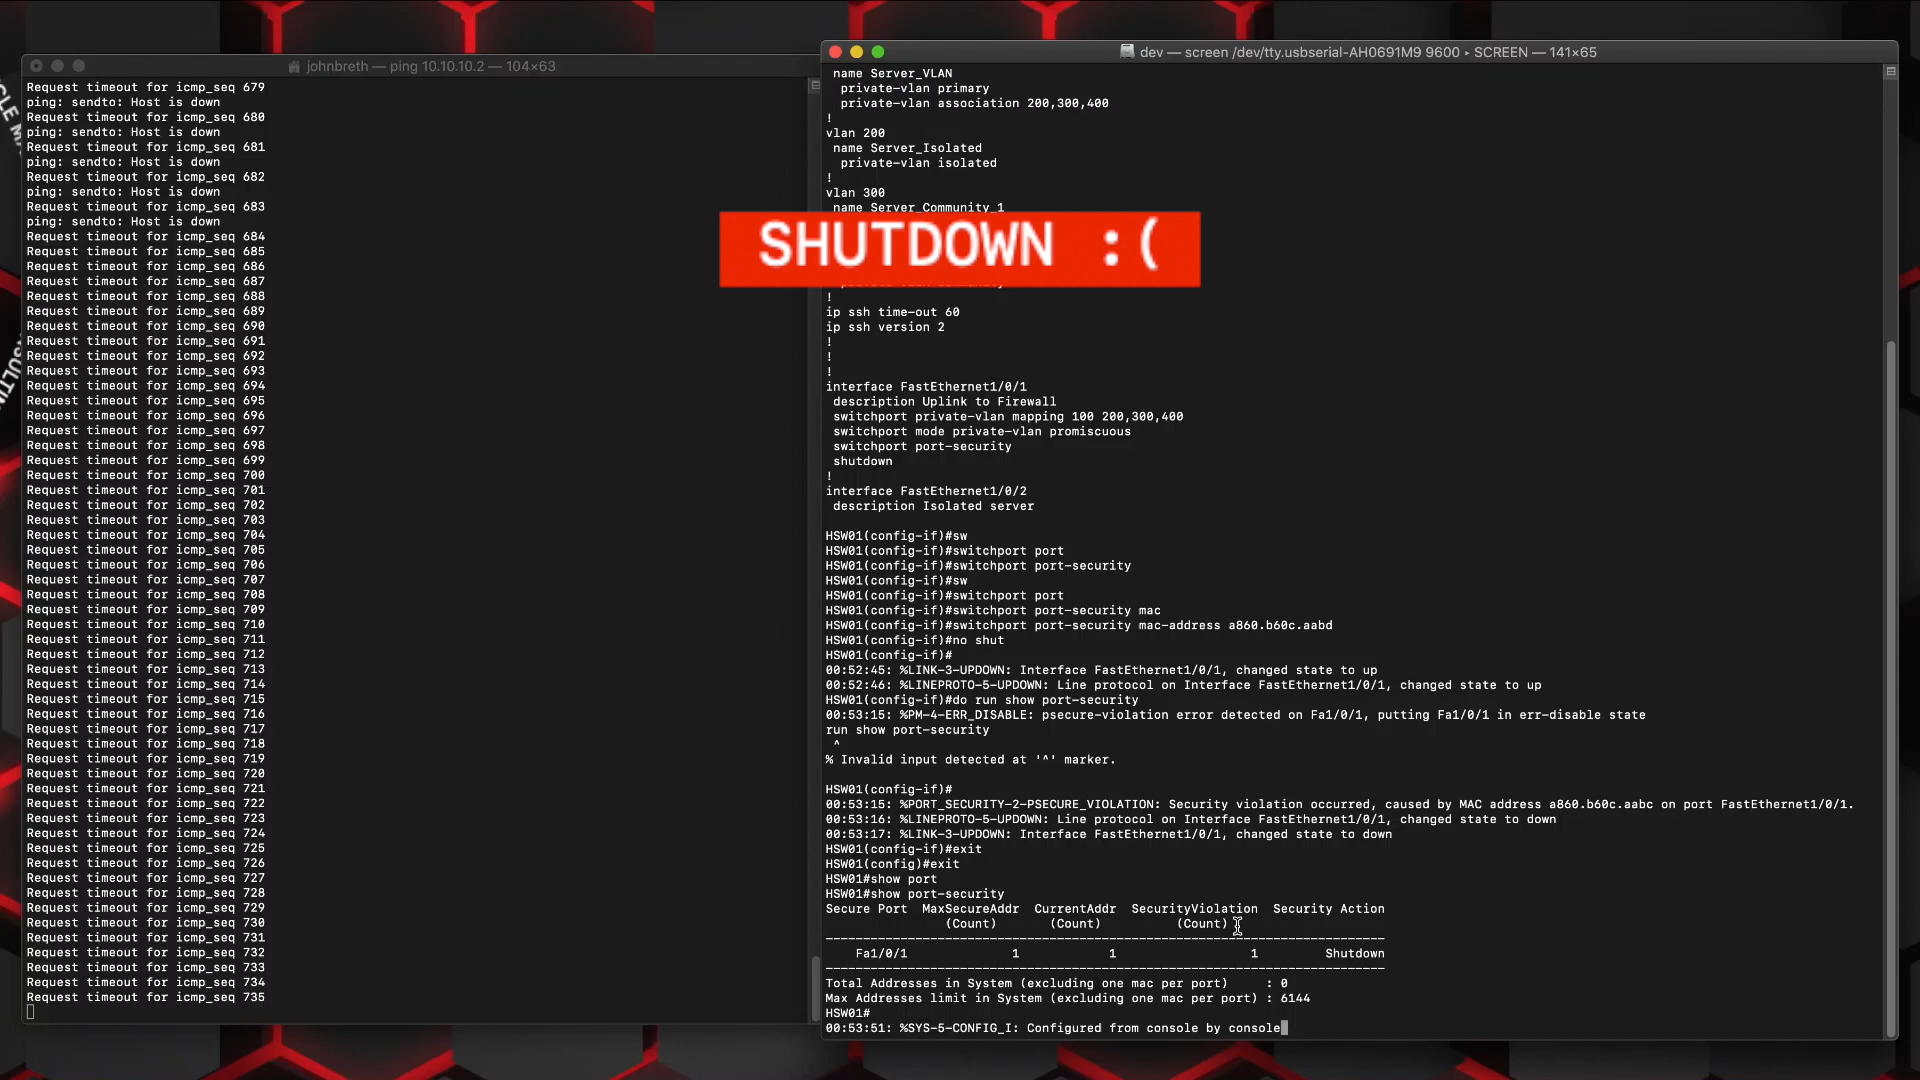 johnbreth — ping 10.10.10.2 — 104×63
Request timeout for icmp_seq 679
ping: sendto: Host is down
Request timeout for icmp_seq 680
ping: sendto: Host is down
Request timeout for icmp_seq 681
ping: sendto: Host is down
Request timeout for icmp_seq 682
ping: sendto: Host is down
Request timeout for icmp_seq 683
ping: sendto: Host is down
Request timeout for icmp_seq 684
Request timeout for icmp_seq 685
Request timeout for icmp_seq 686
Request timeout for icmp_seq 687
Request timeout for icmp_seq 688
Request timeout for icmp_seq 689
Request timeout for icmp_seq 690
Request timeout for icmp_seq 691
Request timeout for icmp_seq 692
Request timeout for icmp_seq 693
Request timeout for icmp_seq 694
Request timeout for icmp_seq 695
Request timeout for icmp_seq 696
Request timeout for icmp_seq 697
Request timeout for icmp_seq 698
Request timeout for icmp_seq 699
Request timeout for icmp_seq 700
Request timeout for icmp_seq 701
Request timeout for icmp_seq 702
Request timeout for icmp_seq 703
Request timeout for icmp_seq 704
Request timeout for icmp_seq 705
Request timeout for icmp_seq 706
Request timeout for icmp_seq 707
Request timeout for icmp_seq 708
Request timeout for icmp_seq 709
Request timeout for icmp_seq 710
Request timeout for icmp_seq 711
Request timeout for icmp_seq 712
Request timeout for icmp_seq 713
Request timeout for icmp_seq 714
Request timeout for icmp_seq 715
Request timeout for icmp_seq 716
Request timeout for icmp_seq 717
Request timeout for icmp_seq 718
Request timeout for icmp_seq 719
Request timeout for icmp_seq 720
Request timeout for icmp_seq 721
Request timeout for icmp_seq 722
Request timeout for icmp_seq 723
Request timeout for icmp_seq 724
Request timeout for icmp_seq 725
Request timeout for icmp_seq 726
Request timeout for icmp_seq 727
Request timeout for icmp_seq 728
Request timeout for icmp_seq 729
Request timeout for icmp_seq 730
Request timeout for icmp_seq 731
Request timeout for icmp_seq 732
Request timeout for icmp_seq 733
Request timeout for icmp_seq 734
Request timeout for icmp_seq 735
dev — screen /dev/tty.usbserial-AH0691M9 9600 ▸ SCREEN — 141×65
name Server_VLAN
private-vlan primary
private-vlan association 200,300,400
!
vlan 200
name Server_Isolated
private-vlan isolated
!
vlan 300
name Server_Community_1
SHUTDOWN :(
!
ip ssh time-out 60
ip ssh version 2
!
!
!
interface FastEthernet1/0/1
description Uplink to Firewall
switchport private-vlan mapping 100 200,300,400
switchport mode private-vlan promiscuous
switchport port-security
shutdown
!
interface FastEthernet1/0/2
description Isolated server
HSW01(config-if)#sw
HSW01(config-if)#switchport port
HSW01(config-if)#switchport port-security
HSW01(config-if)#sw
HSW01(config-if)#switchport port
HSW01(config-if)#switchport port-security mac
HSW01(config-if)#switchport port-security mac-address a860.b60c.aabd
HSW01(config-if)#no shut
HSW01(config-if)#
00:52:45: %LINK-3-UPDOWN: Interface FastEthernet1/0/1, changed state to up
00:52:46: %LINEPROTO-5-UPDOWN: Line protocol on Interface FastEthernet1/0/1, changed state to up
HSW01(config-if)#do run show port-security
00:53:15: %PM-4-ERR_DISABLE: psecure-violation error detected on Fa1/0/1, putting Fa1/0/1 in err-disable state
run show port-security
^
% Invalid input detected at '^' marker.
HSW01(config-if)#
00:53:15: %PORT_SECURITY-2-PSECURE_VIOLATION: Security violation occurred, caused by MAC address a860.b60c.aabc on port FastEthernet1/0/1.
00:53:16: %LINEPROTO-5-UPDOWN: Line protocol on Interface FastEthernet1/0/1, changed state to down
00:53:17: %LINK-3-UPDOWN: Interface FastEthernet1/0/1, changed state to down
HSW01(config-if)#exit
HSW01(config)#exit
HSW01#show port
HSW01#show port-security
Secure Port MaxSecureAddr CurrentAddr SecurityViolation Security Action
(Count) (Count) (Count)
---------------------------------------------------------------------------
Fa1/0/1 1 1 1 Shutdown
---------------------------------------------------------------------------
Total Addresses in System (excluding one mac per port) : 0
Max Addresses limit in System (excluding one mac per port) : 6144
HSW01#
00:53:51: %SYS-5-CONFIG_I: Configured from console by console